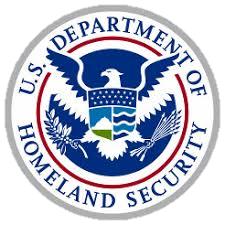 U.S. DEPARTMENT OF
HOMELAND SECURITY